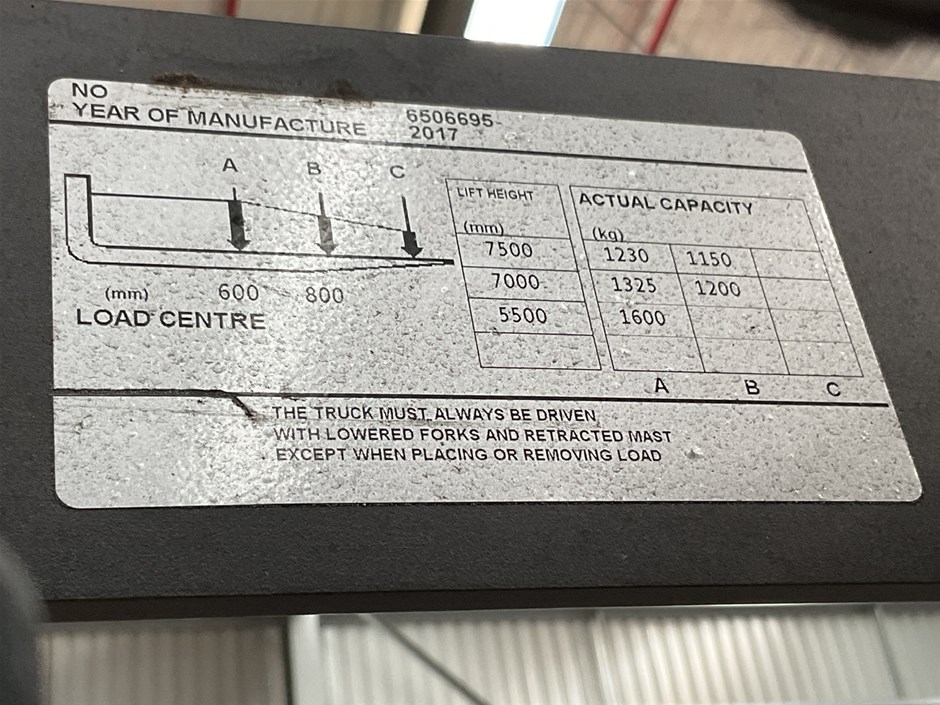 NO 6506695
YEAR OF MANUFACTURE 2017
A B C
LIFT HEIGHT
(mm)
ACTUAL CAPACITY
(kg)
7500 1230 1150
7000 1325 1200
5500 1600
(mm) 600 800
LOAD CENTRE
A B C
THE TRUCK MUST ALWAYS BE DRIVEN
WITH LOWERED FORKS AND RETRACTED MAST
EXCEPT WHEN PLACING OR REMOVING LOAD